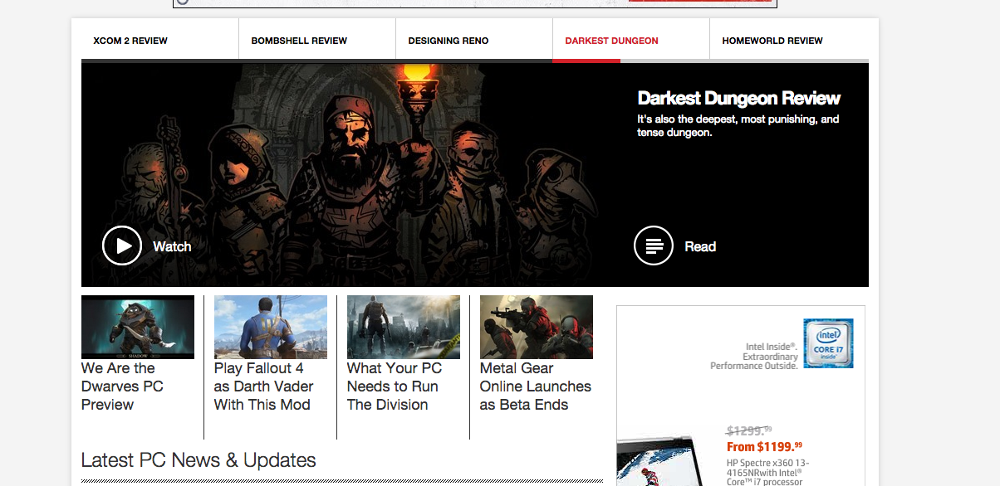 XCOM 2 REVIEW
BOMBSHELL REVIEW
DESIGNING RENO
DARKEST DUNGEON
HOMEWORLD REVIEW
Darkest Dungeon Review
It's also the deepest, most punishing, and
tense dungeon.
Watch
Read
SHADOW
We Are the
Dwarves PC
Preview
Play Fallout 4
as Darth Vader
With This Mod
What Your PC
Needs to Run
The Division
Metal Gear
Online Launches
as Beta Ends
Intel Inside®.
Extraordinary
Performance Outside.
intel
CORE i7
inside™
$1299.99
From $1199.99
HP Spectre x360 13-
4165NRwith Intel®
Core™ i7 processor
Latest PC News & Updates